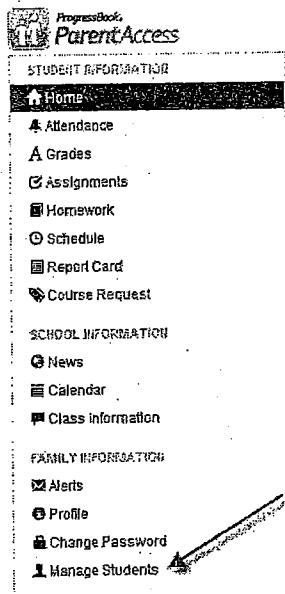 ProgressBook
ParentAccess
STUDENT INFORMATION
Home
Attendance
Grades
Assignments
Homework
Schedule
Report Card
Course Request
SCHOOL INFORMATION
News
Calendar
Class Information
FAMILY INFORMATION
Alerts
Profile
Change Password
Manage Students